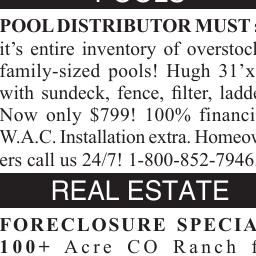 POOLS
POOL DISTRIBUTOR MUST
it's entire inventory of overstock
family-sized pools! Hugh 31'x
with sundeck, fence, filter, ladde
Now only $799! 100% financi
W.A.C. Installation extra. Homeow
ers call us 24/7! 1-800-852-7946
REAL ESTATE
FORECLOSURE SPECIA
100+ Acre CO Ranch f